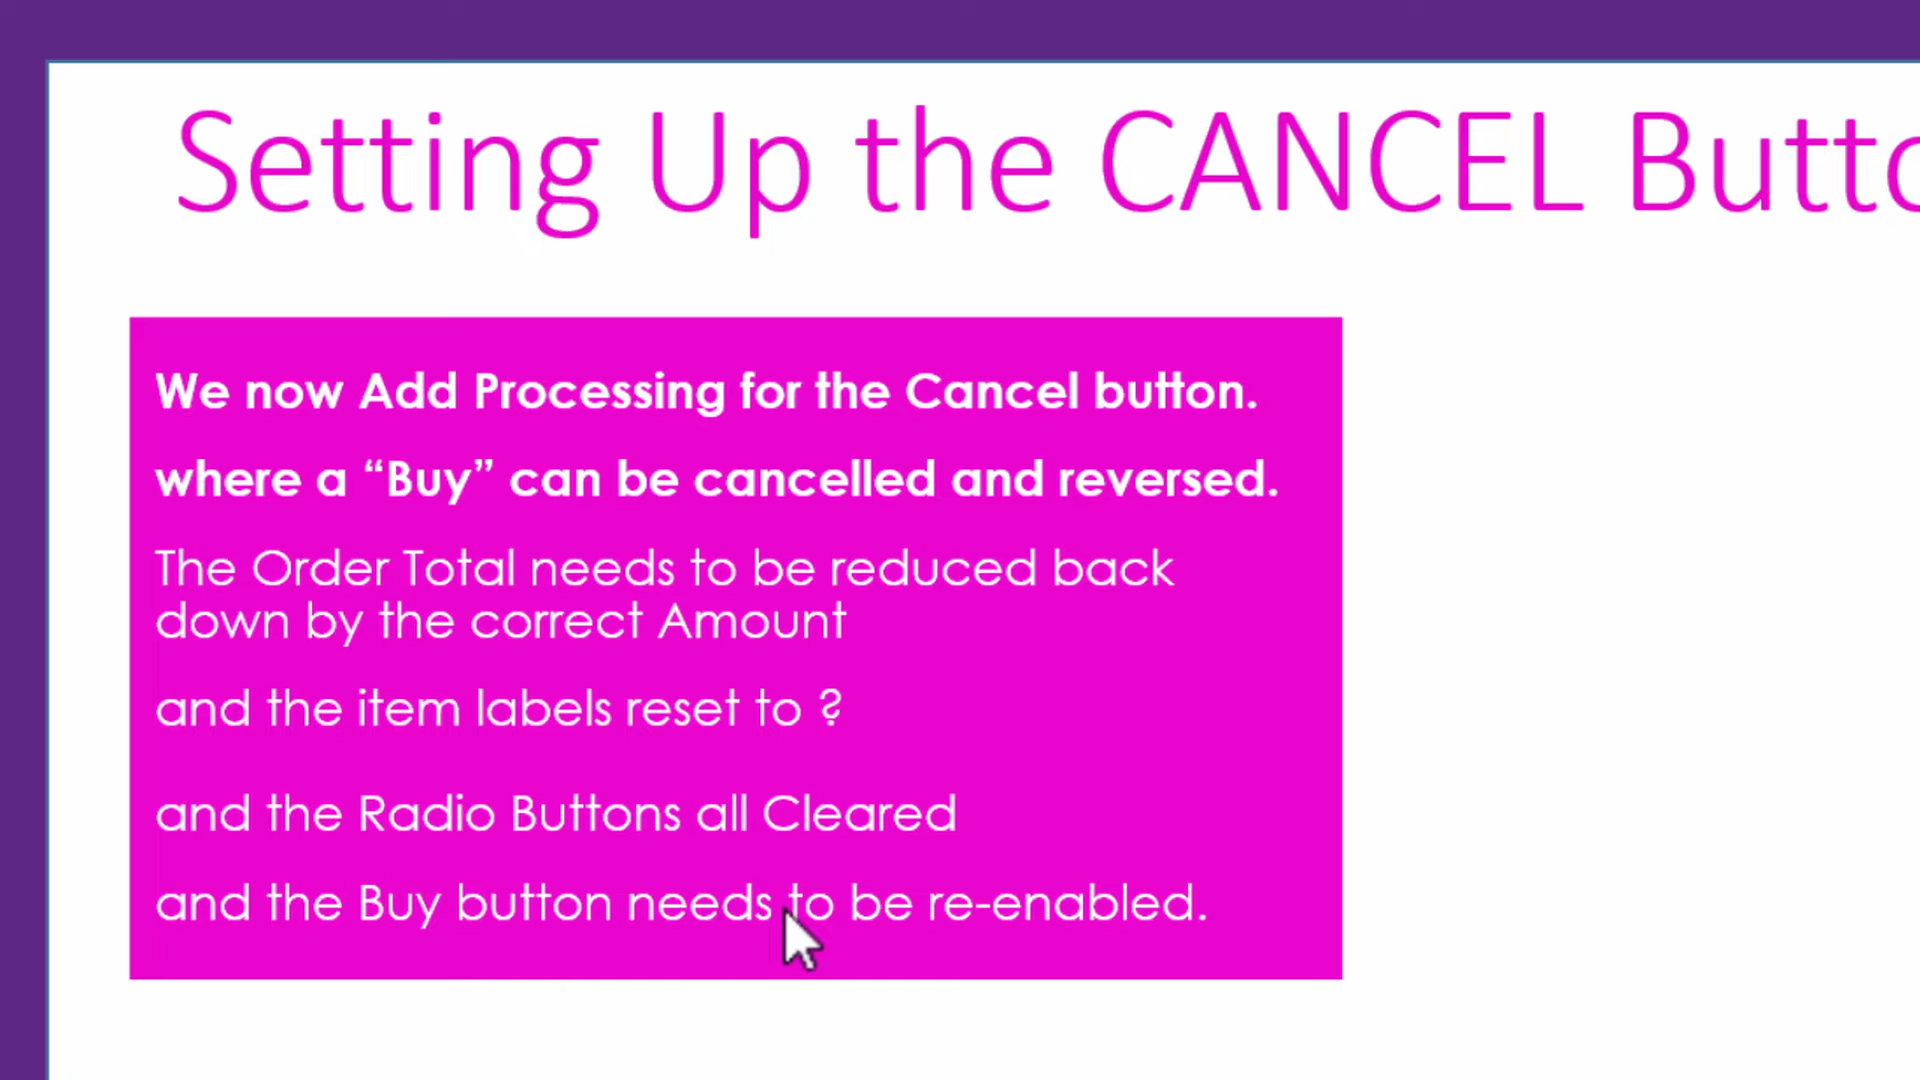 Setting Up the CANCEL Butto
We now Add Processing for the Cancel button.
where a “Buy” can be cancelled and reversed.
The Order Total needs to be reduced back
down by the correct Amount
and the item labels reset to ?
and the Radio Buttons all Cleared
and the Buy button needs to be re-enabled.